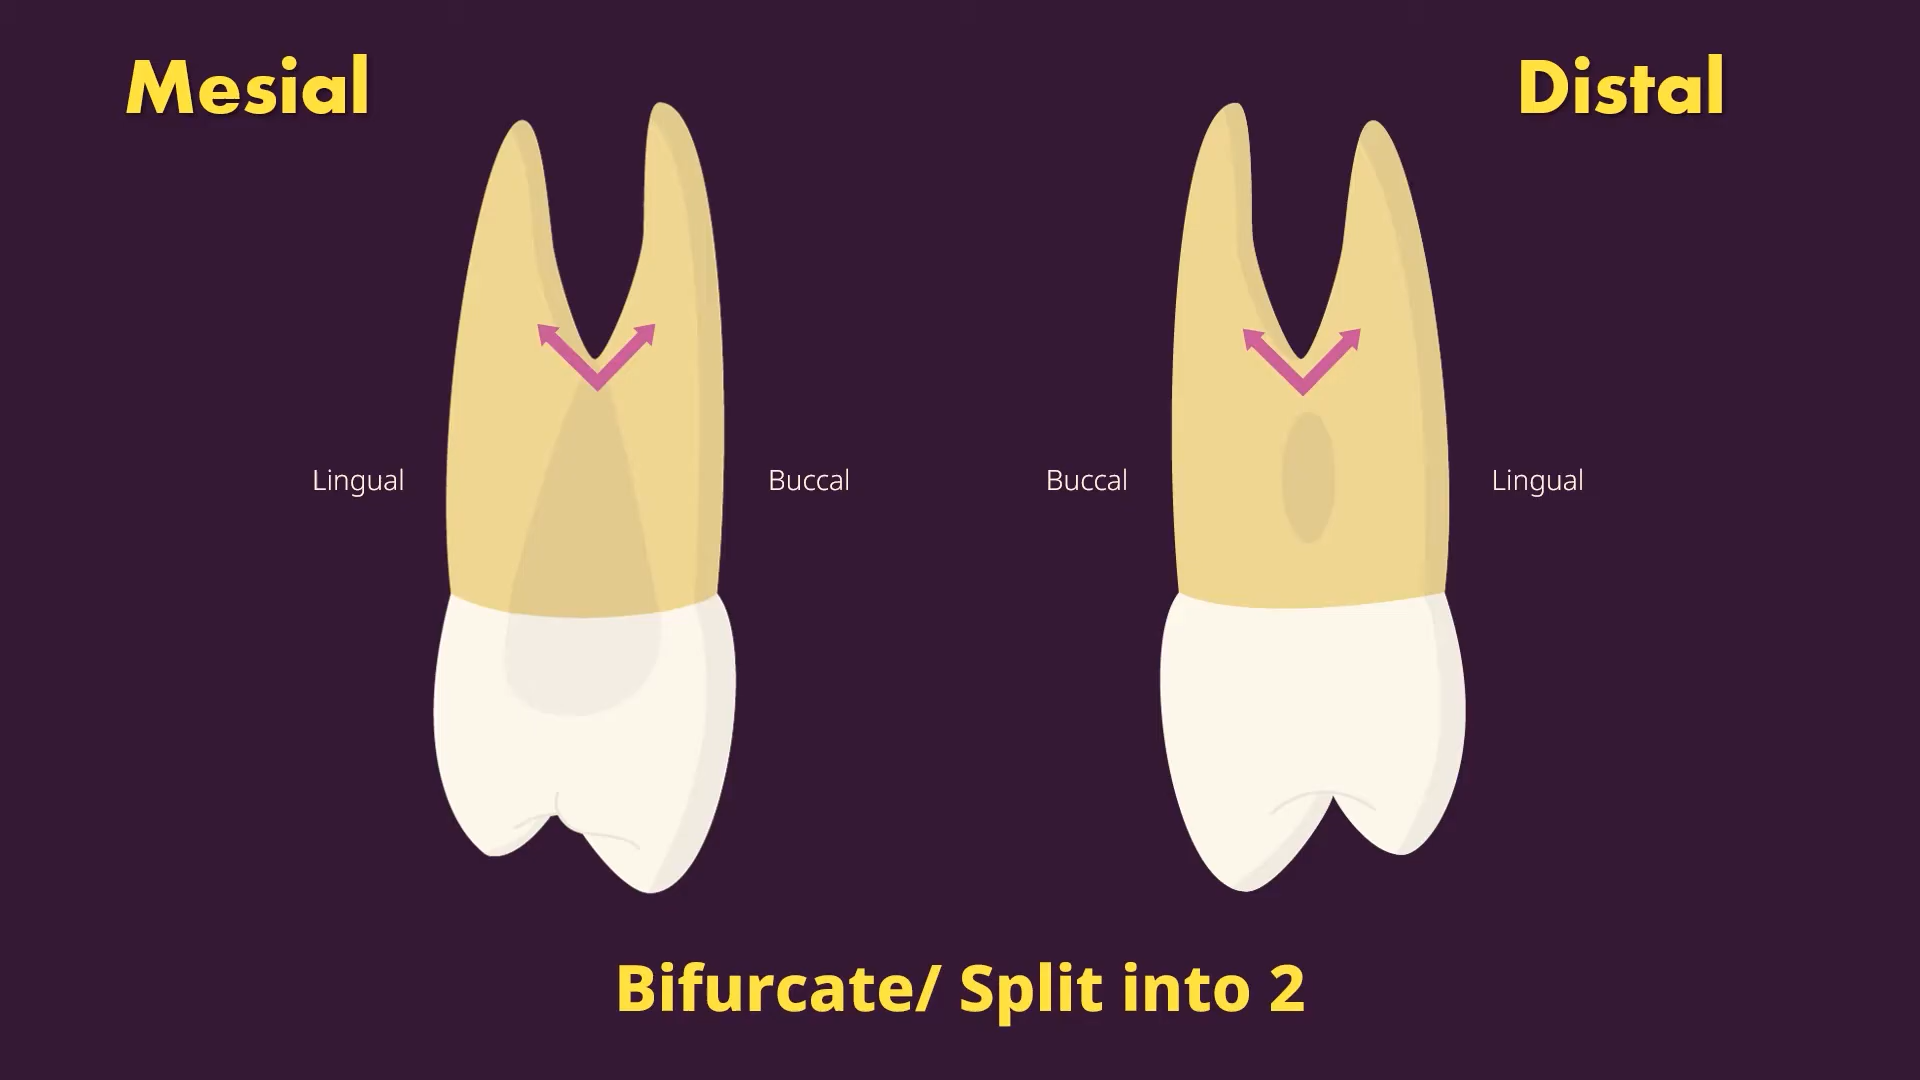 Mesial
Distal
Lingual
Buccal
Buccal
Lingual
Bifurcate/ Split into 2